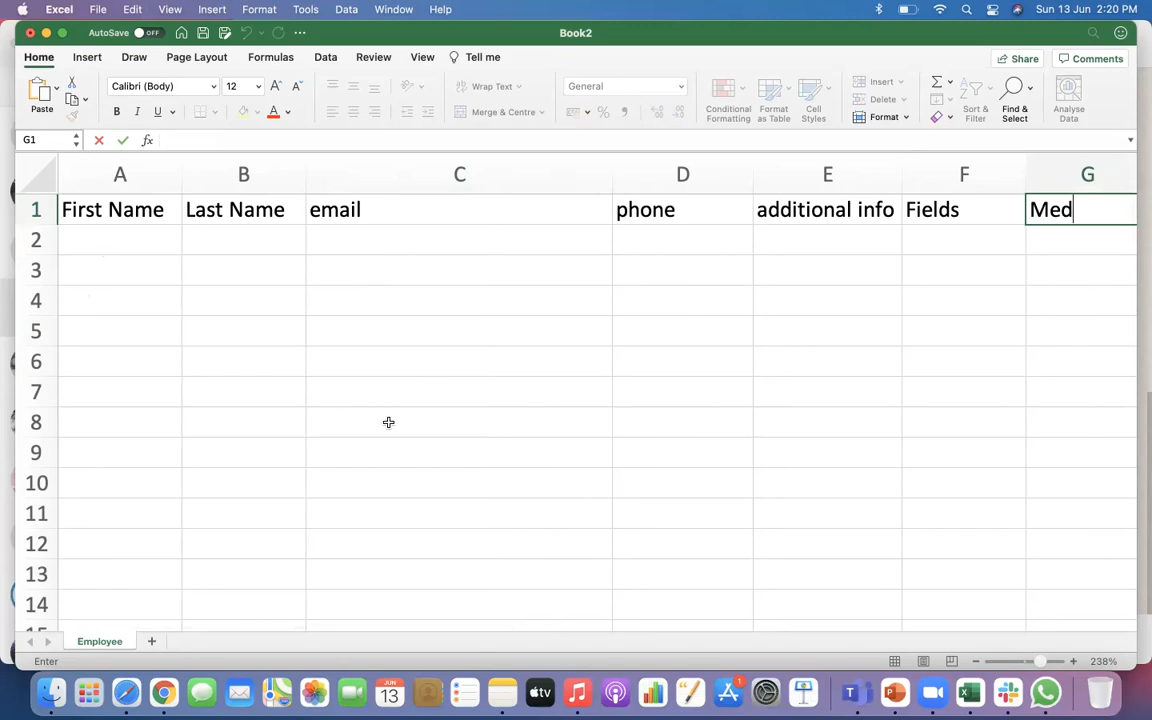 Excel File Edit View Insert Format Tools Data Window Help Sun 13 Jun 2:20 PM
AutoSave OFF Book2
Home Insert Draw Page Layout Formulas Data Review View Tell me Share Comments
Paste Calibri (Body) 12 Wrap Text General Conditional Formatting Format as Table Cell Styles Insert Sort & Filter Find & Select Analyse Data
B I U A Merge & Centre Delete
Format
G1 fx
A B C D E F G
1 First Name Last Name email phone additional info Fields Med
2
3
4
5
6
7
8
9
10
11
12
13
14
Employee
Enter 238%
JUN 13 tv 1